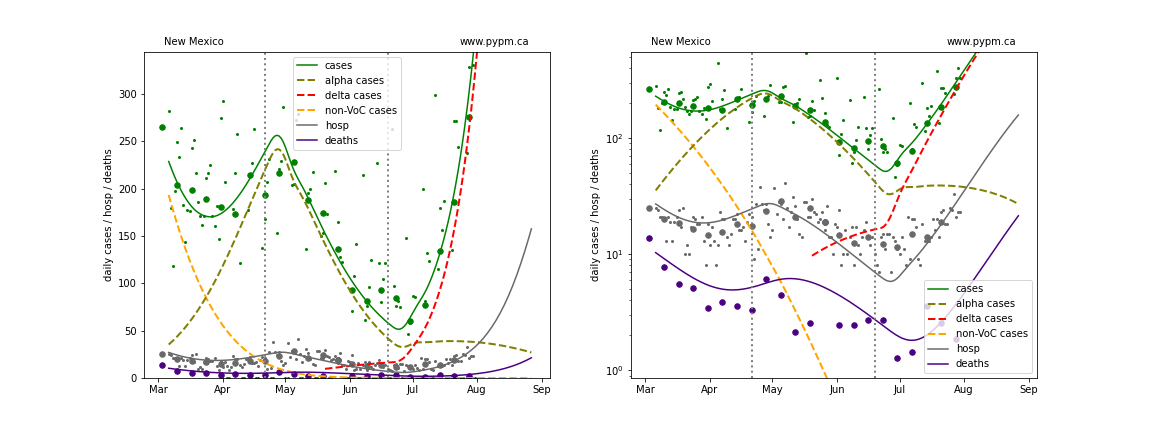 New Mexico www.pypm.ca
daily cases / hosp / deaths
300
250
200
150
100
50
0
Mar Apr May Jun Jul Aug Sep
cases
alpha cases
delta cases
non-VoC cases
hosp
deaths
New Mexico www.pypm.ca
daily cases / hosp / deaths
10²
10¹
10⁰
Mar Apr May Jun Jul Aug Sep
cases
alpha cases
delta cases
non-VoC cases
hosp
deaths